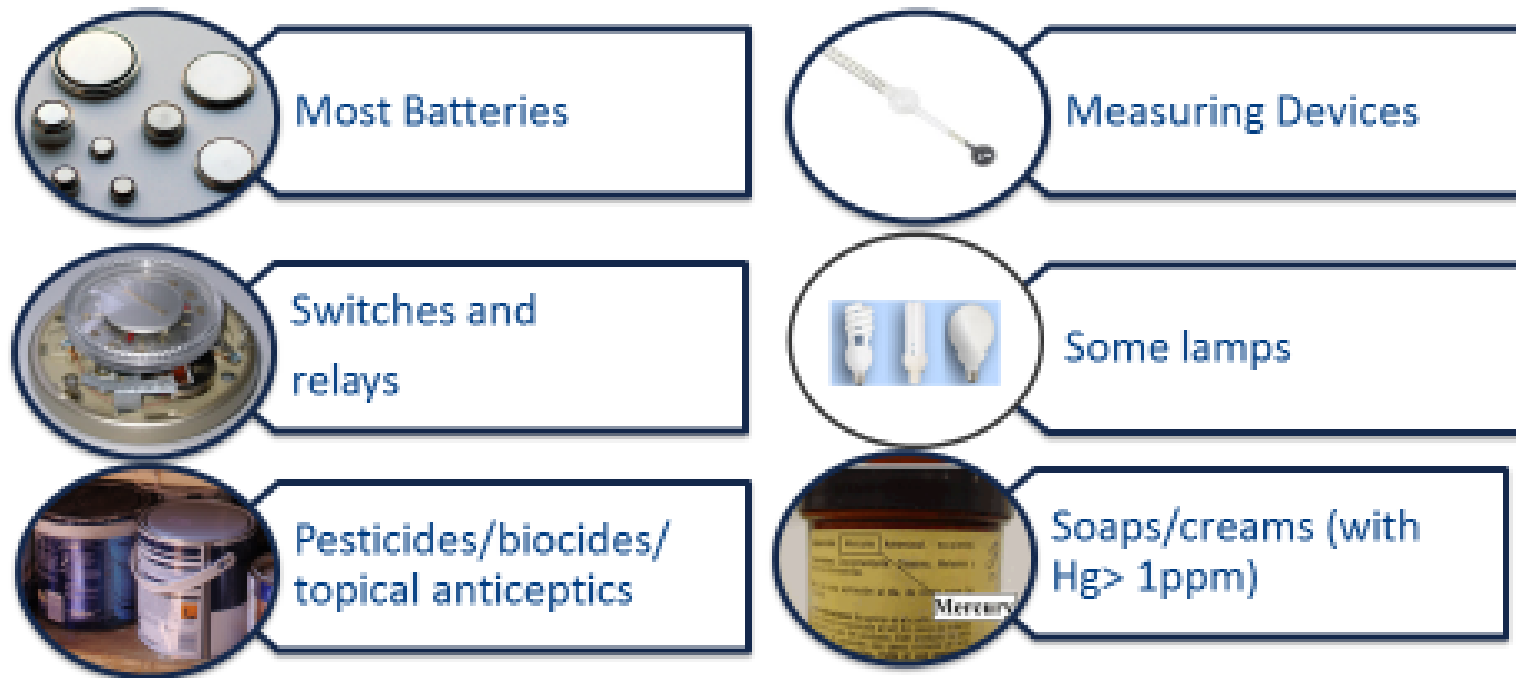 Most Batteries
Measuring Devices
Switches and
relays
Some lamps
Pesticides/biocides/
topical anticeptics
Soaps/creams (with
Hg> 1ppm)
Mercury